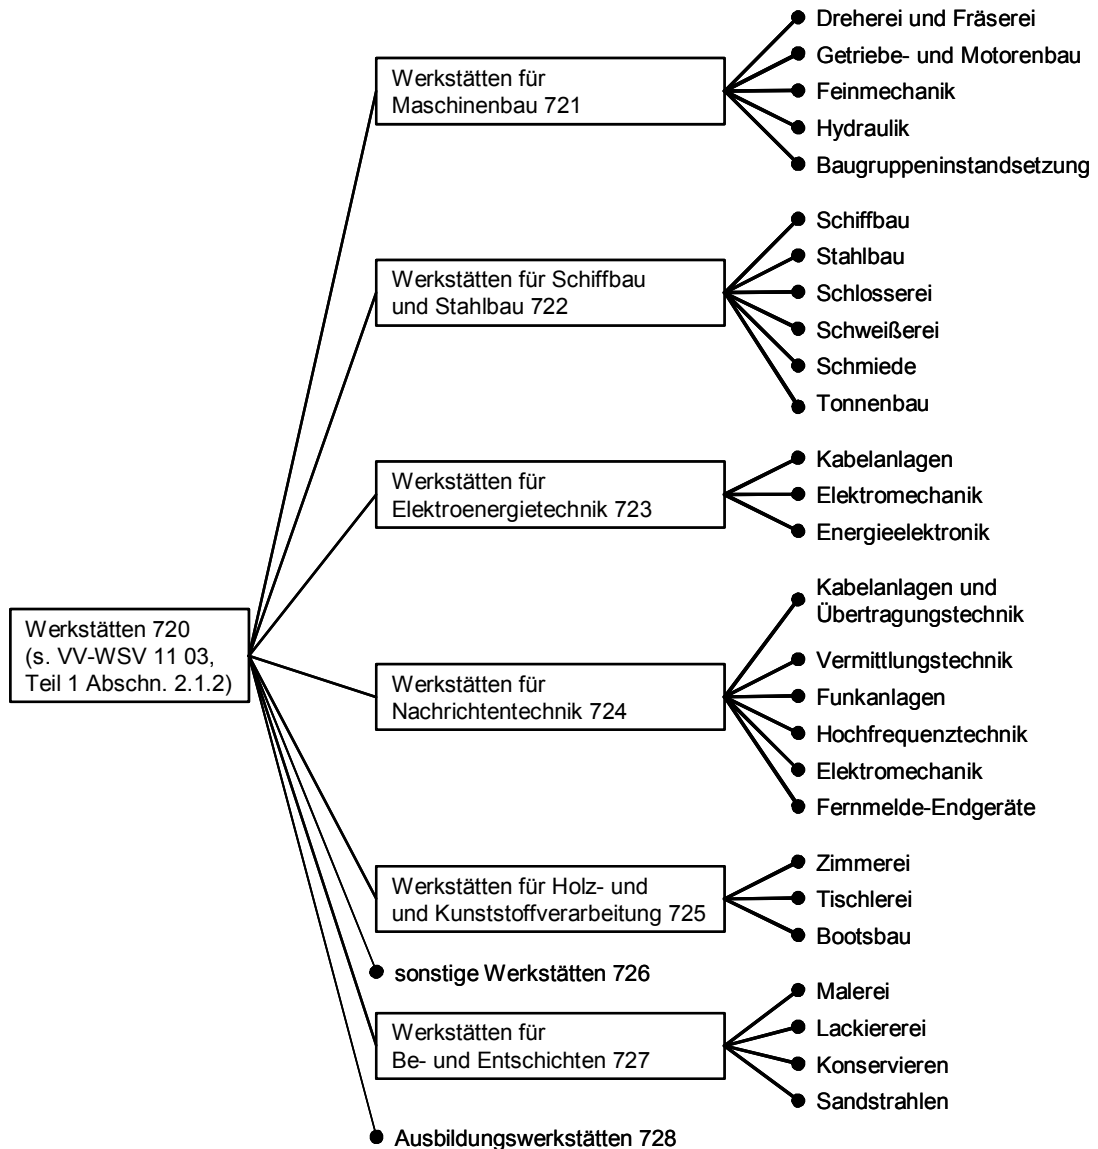 Werkstätten 720
(s. VV-WSV 11 03,
Teil 1 Abschn. 2.1.2)
Werkstätten für
Maschinenbau 721
Dreherei und Fräserei
Getriebe- und Motorenbau
Feinmechanik
Hydraulik
Baugruppeninstandsetzung
Werkstätten für Schiffbau
und Stahlbau 722
Schiffbau
Stahlbau
Schlosserei
Schweißerei
Schmiede
Tonnenbau
Werkstätten für
Elektroenergietechnik 723
Kabelanlagen
Elektromechanik
Energieelektronik
Werkstätten für
Nachrichtentechnik 724
Kabelanlagen und
Übertragungstechnik
Vermittlungstechnik
Funkanlagen
Hochfrequenztechnik
Elektromechanik
Fernmelde-Endgeräte
Werkstätten für Holz- und
und Kunststoffverarbeitung 725
Zimmerei
Tischlerei
Bootsbau
sonstige Werkstätten 726
Werkstätten für
Be- und Entschichten 727
Malerei
Lackiererei
Konservieren
Sandstrahlen
Ausbildungswerkstätten 728